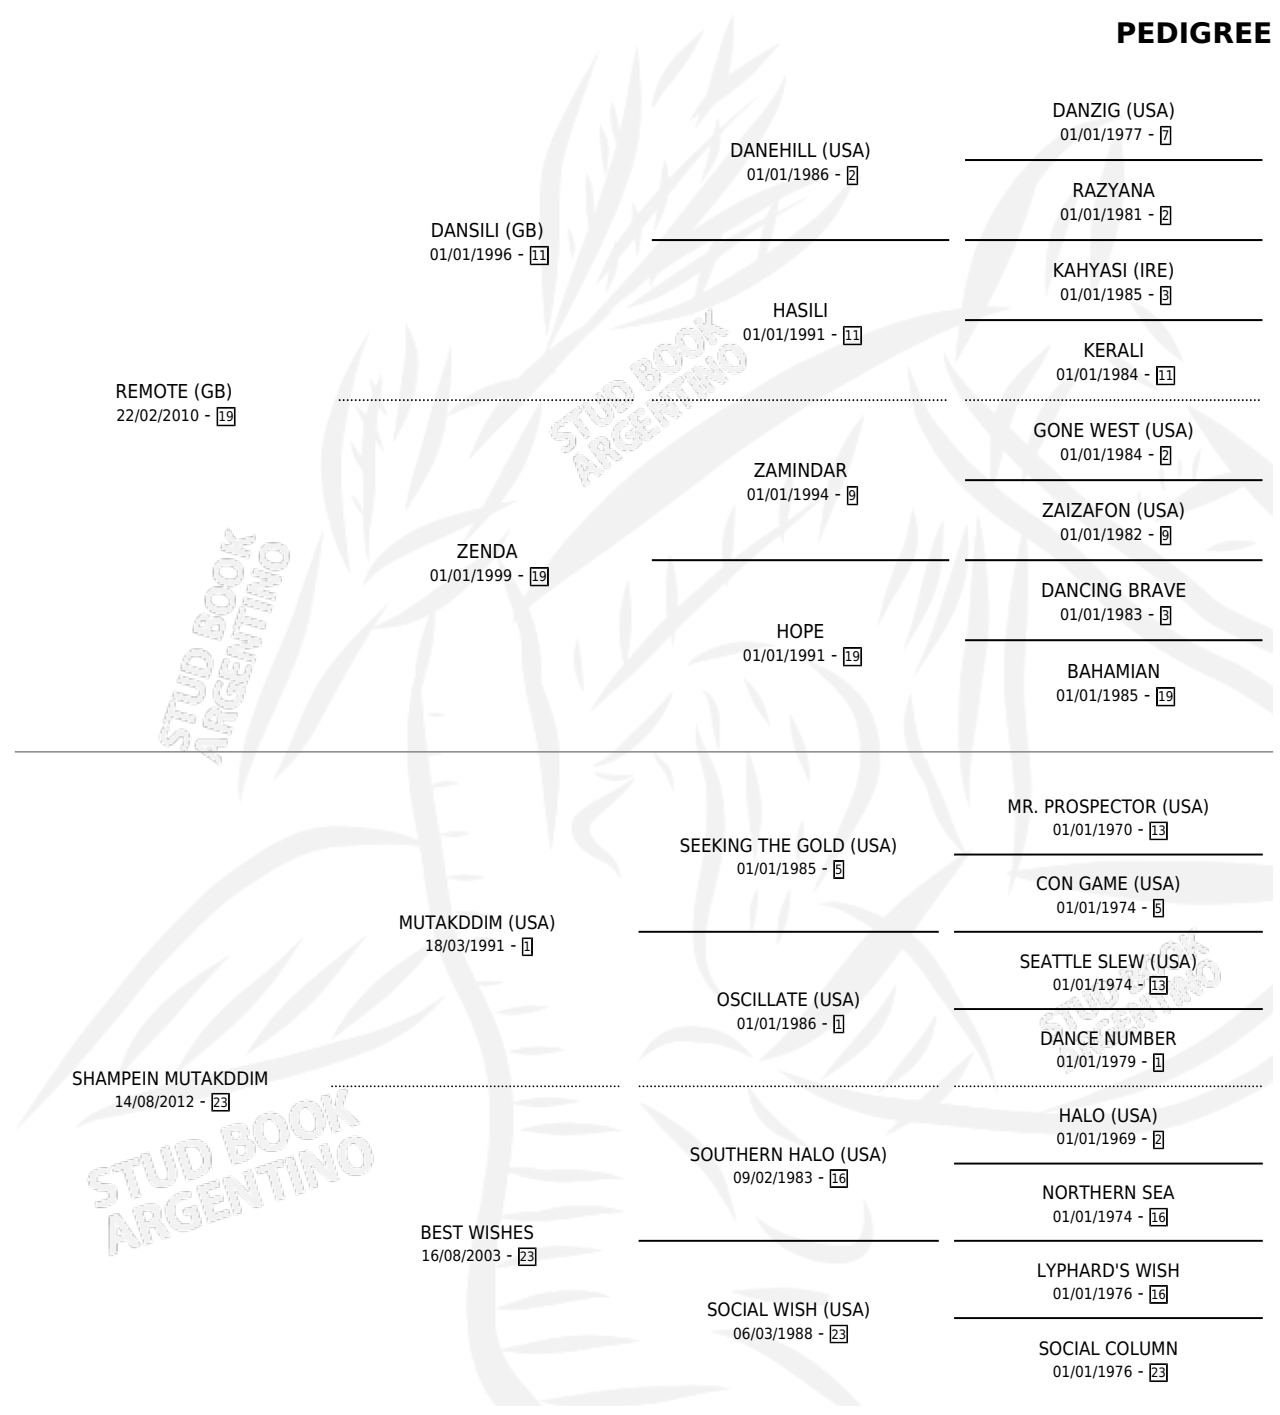 PEDIGREE
DANZIG (USA)
01/01/1977 - 7
DANEHILL (USA)
01/01/1986 - 2
RAZYANA
01/01/1981 - 2
DANSILI (GB)
01/01/1996 - 11
KAHYASI (IRE)
01/01/1985 - 3
HASILI
01/01/1991 - 11
KERALI
01/01/1984 - 11
REMOTE (GB)
22/02/2010 - 19
GONE WEST (USA)
01/01/1984 - 2
ZAMINDAR
01/01/1994 - 9
ZAIZAFON (USA)
01/01/1982 - 9
ZENDA
01/01/1999 - 19
DANCING BRAVE
01/01/1983 - 3
HOPE
01/01/1991 - 19
BAHAMIAN
01/01/1985 - 19
MR. PROSPECTOR (USA)
01/01/1970 - 13
SEEKING THE GOLD (USA)
01/01/1985 - 5
CON GAME (USA)
01/01/1974 - 5
MUTAKDDIM (USA)
18/03/1991 - 1
SEATTLE SLEW (USA)
01/01/1974 - 13
OSCILLATE (USA)
01/01/1986 - 1
DANCE NUMBER
01/01/1979 - 1
SHAMPEIN MUTAKDDIM
14/08/2012 - 23
HALO (USA)
01/01/1969 - 2
SOUTHERN HALO (USA)
09/02/1983 - 16
NORTHERN SEA
01/01/1974 - 16
BEST WISHES
16/08/2003 - 23
LYPHARD'S WISH
01/01/1976 - 16
SOCIAL WISH (USA)
06/03/1988 - 23
SOCIAL COLUMN
01/01/1976 - 23
STUD BOOK
ARGENTINO
STUD BOOK
ARGENTINO
STUD BOOK
ARGENTINO
STUD BOOK
ARGENTINO